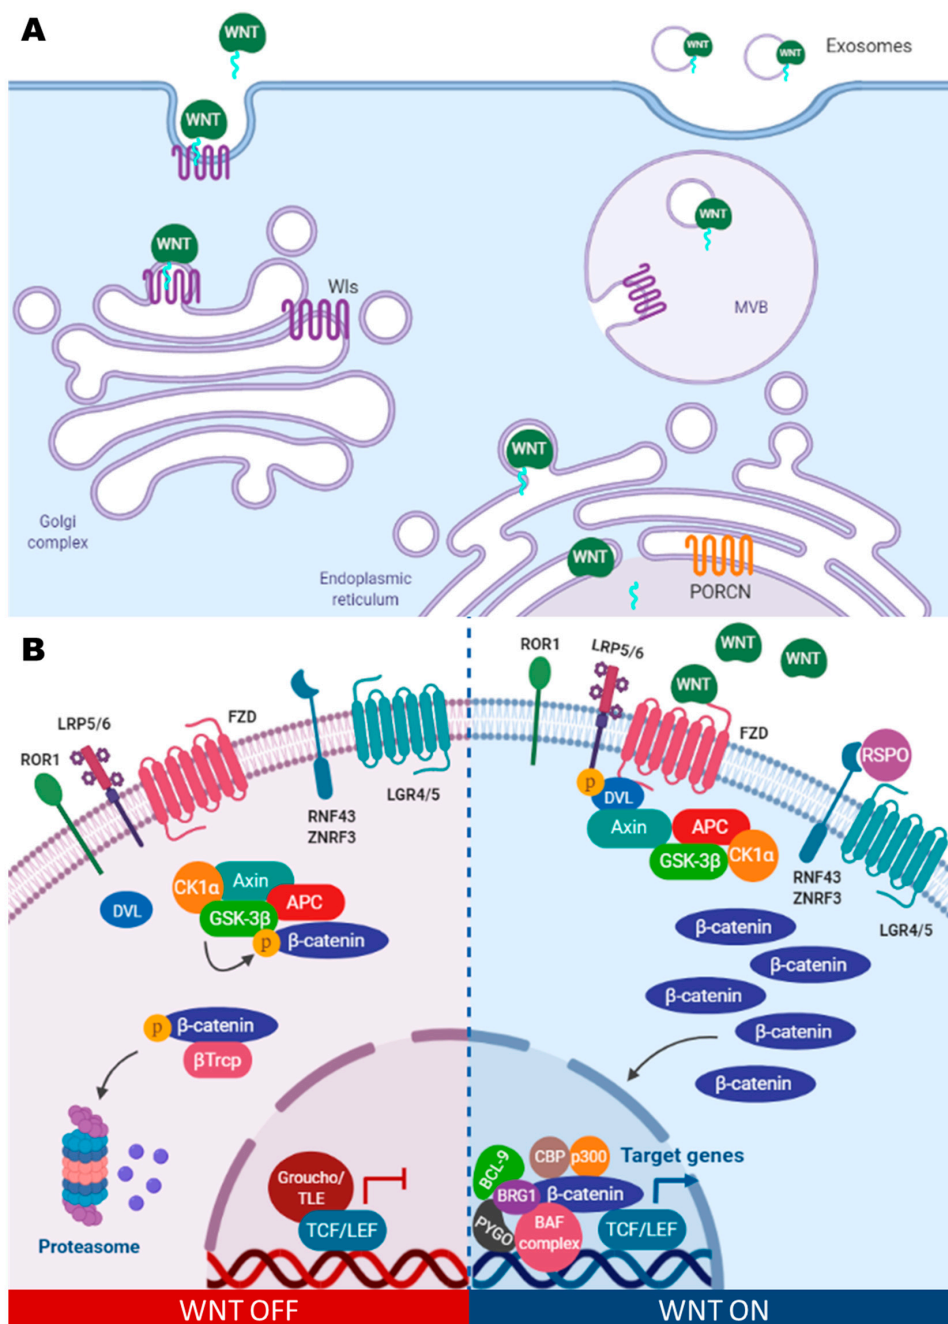 A
WNT
WNT
WNT
WNT
Exosomes
WNT
WNT
WIs
MVB
WNT
Golgi
complex
WNT
Endoplasmic
reticulum
PORCN
B
ROR1
LRP5/6
FZD
RNF43
ZNRF3
LGR4/5
DVL
CK1α
Axin
GSK-3β
APC
p
β-catenin
p
β-catenin
βTrcp
Proteasome
Groucho/
TLE
TCF/LEF
WNT OFF
ROR1
LRP5/6
WNT
WNT
WNT
FZD
p
DVL
Axin
APC
GSK-3β
CK1α
RSPO
RNF43
ZNRF3
LGR4/5
β-catenin
β-catenin
β-catenin
β-catenin
β-catenin
BCL-9
CBP
p300
Target genes
BRG1
β-catenin
PYGO
BAF
complex
TCF/LEF
WNT ON